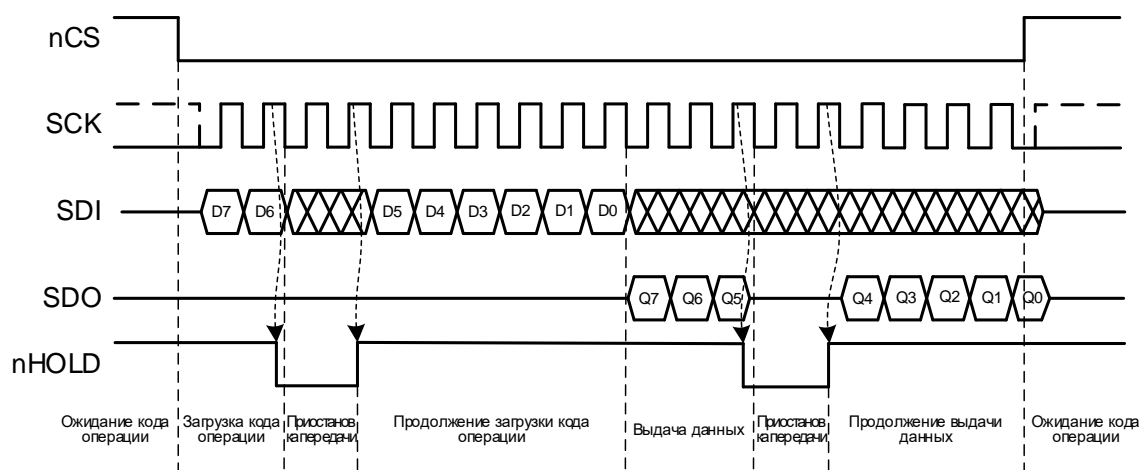 nCS
SCK
SDI
D7 D6 D5 D4 D3 D2 D1 D0
SDO
Q7 Q6 Q5 Q4 Q3 Q2 Q1 Q0
nHOLD
Ожидание кода
операции
Загрузка кода
операции
Приостанов
капередачи
Продолжение загрузки кода
операции
Выдача данных
Приостанов
капередачи
Продолжение выдачи
данных
Ожидание кода
операции